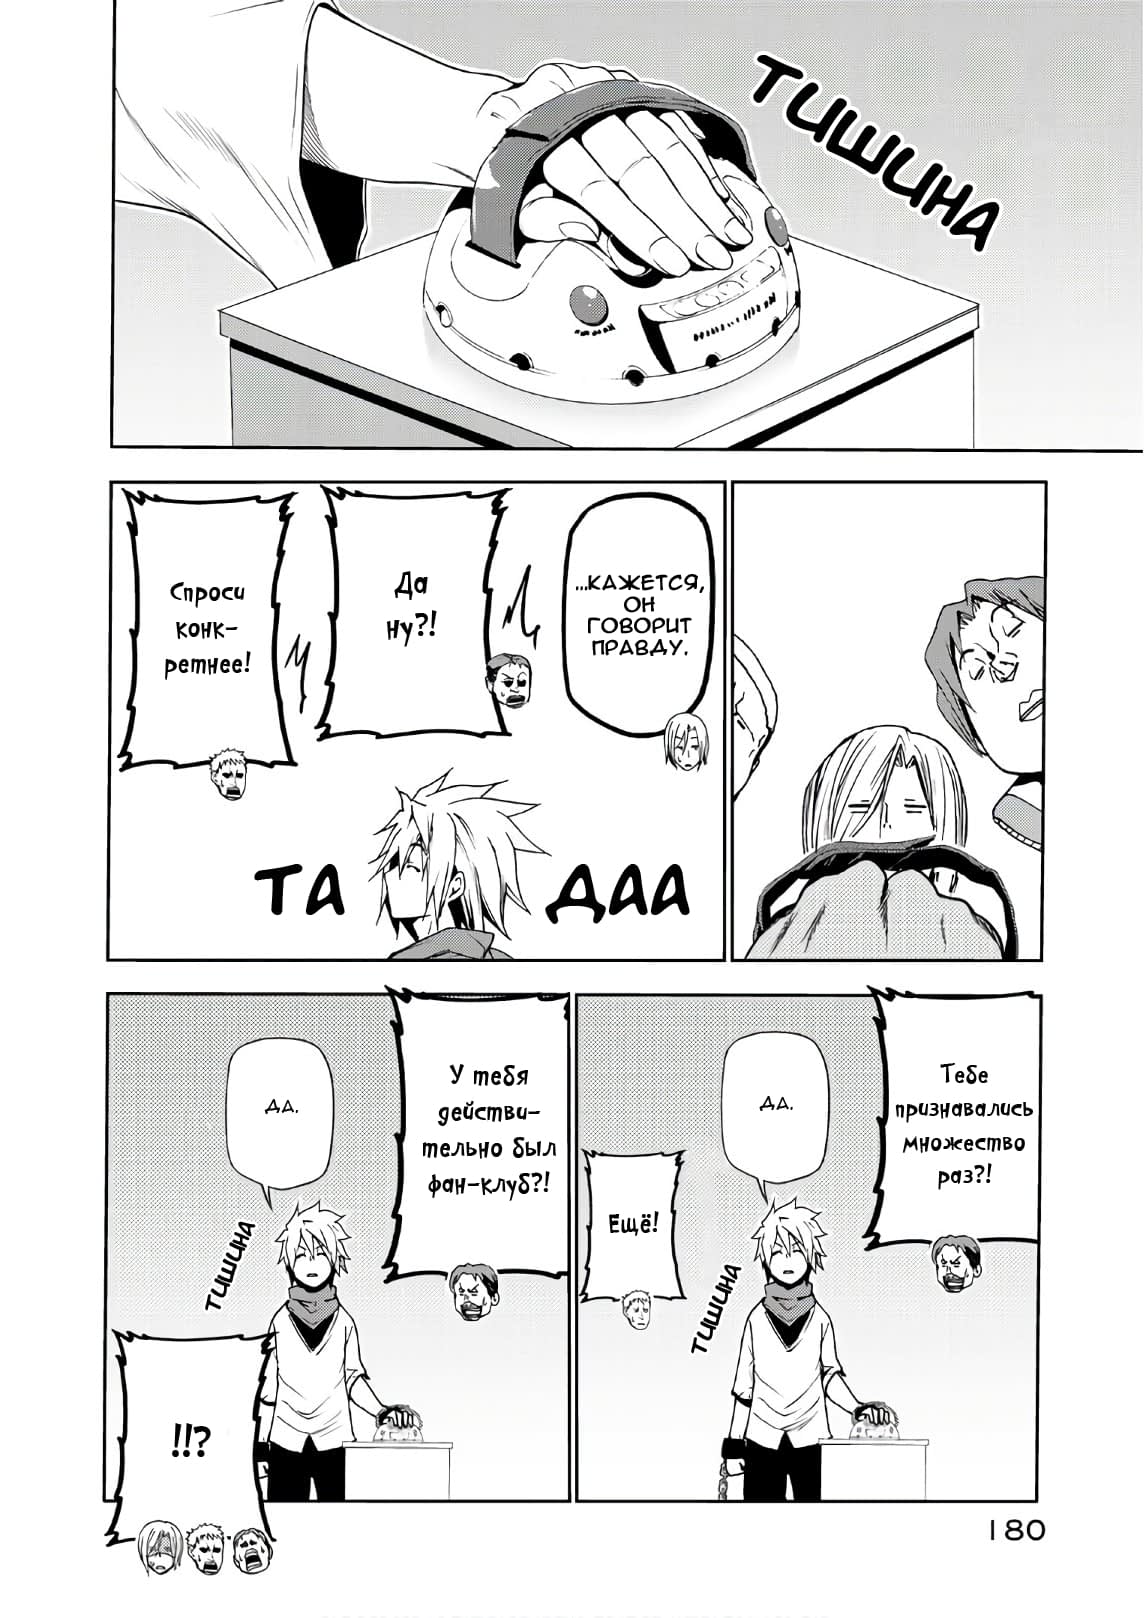 ТИШИНА
...КАЖЕТСЯ,
ОН
ГОВОРИТ
ПРАВДУ.
Да
ну?!
Спроси
конк-
ретнее!
ТА ДАА
Тебе
признавались
множество
раз?!
ДА.
ТИШИНА
Ещё!
У тебя
действи-
тельно был
фан-клуб?!
ДА.
ТИШИНА
!!?
180